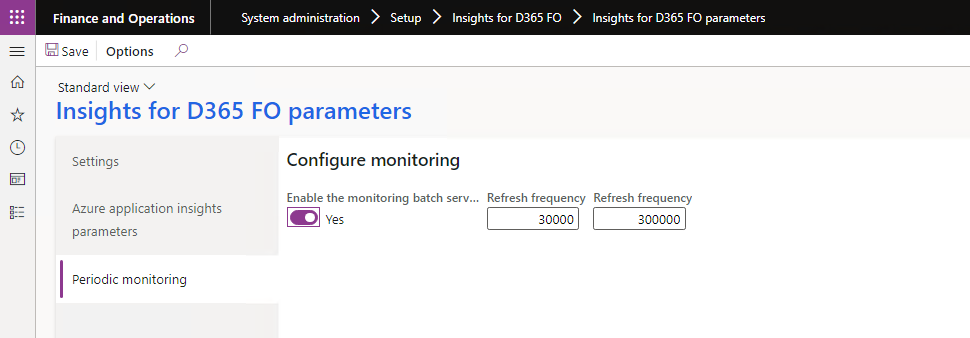 Finance and Operations System administration Setup Insights for D365 FO Insights for D365 FO parameters
Save Options
Standard view
Insights for D365 FO parameters
Settings
Azure application insights
parameters
Periodic monitoring
Configure monitoring
Enable the monitoring batch serv... Refresh frequency Refresh frequency
Yes 30000 300000